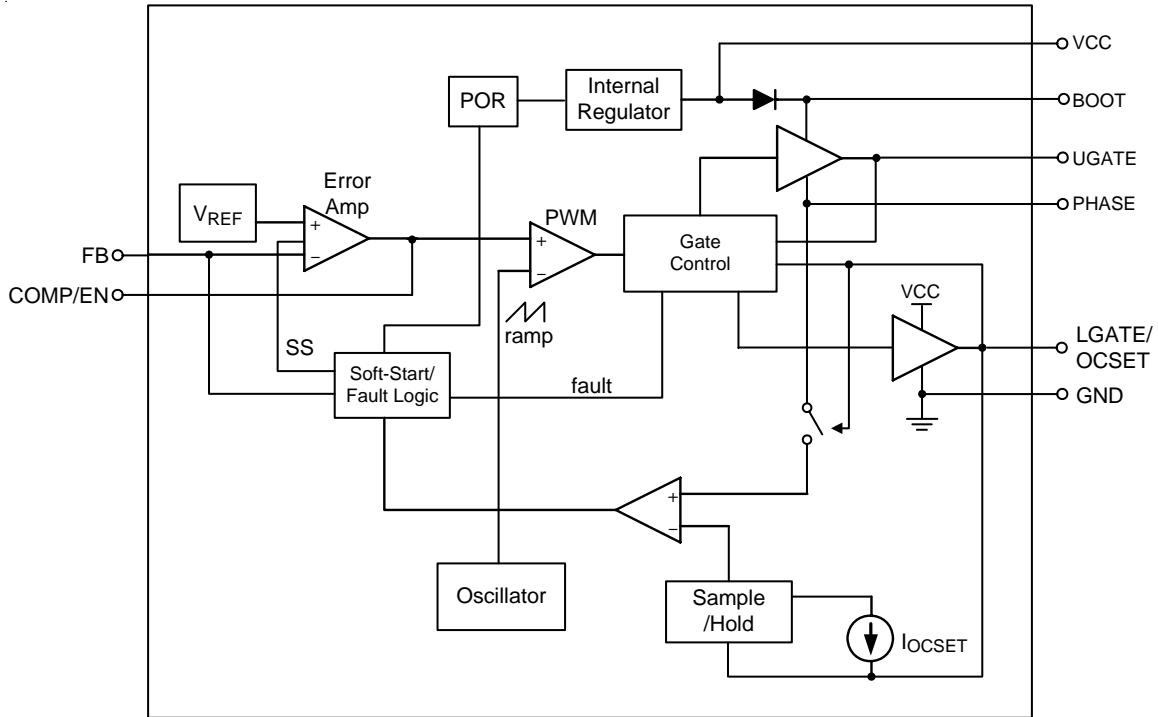 VCC
POR
Internal
Regulator
BOOT
UGATE
Error
Amp
VREF
+
−
PWM
+
−
PHASE
Gate
Control
FB
COMP/EN
VCC
ramp
SS
LGATE/
OCSET
Soft-Start/
Fault Logic
fault
GND
+
−
Oscillator
Sample
/Hold
IOCSET